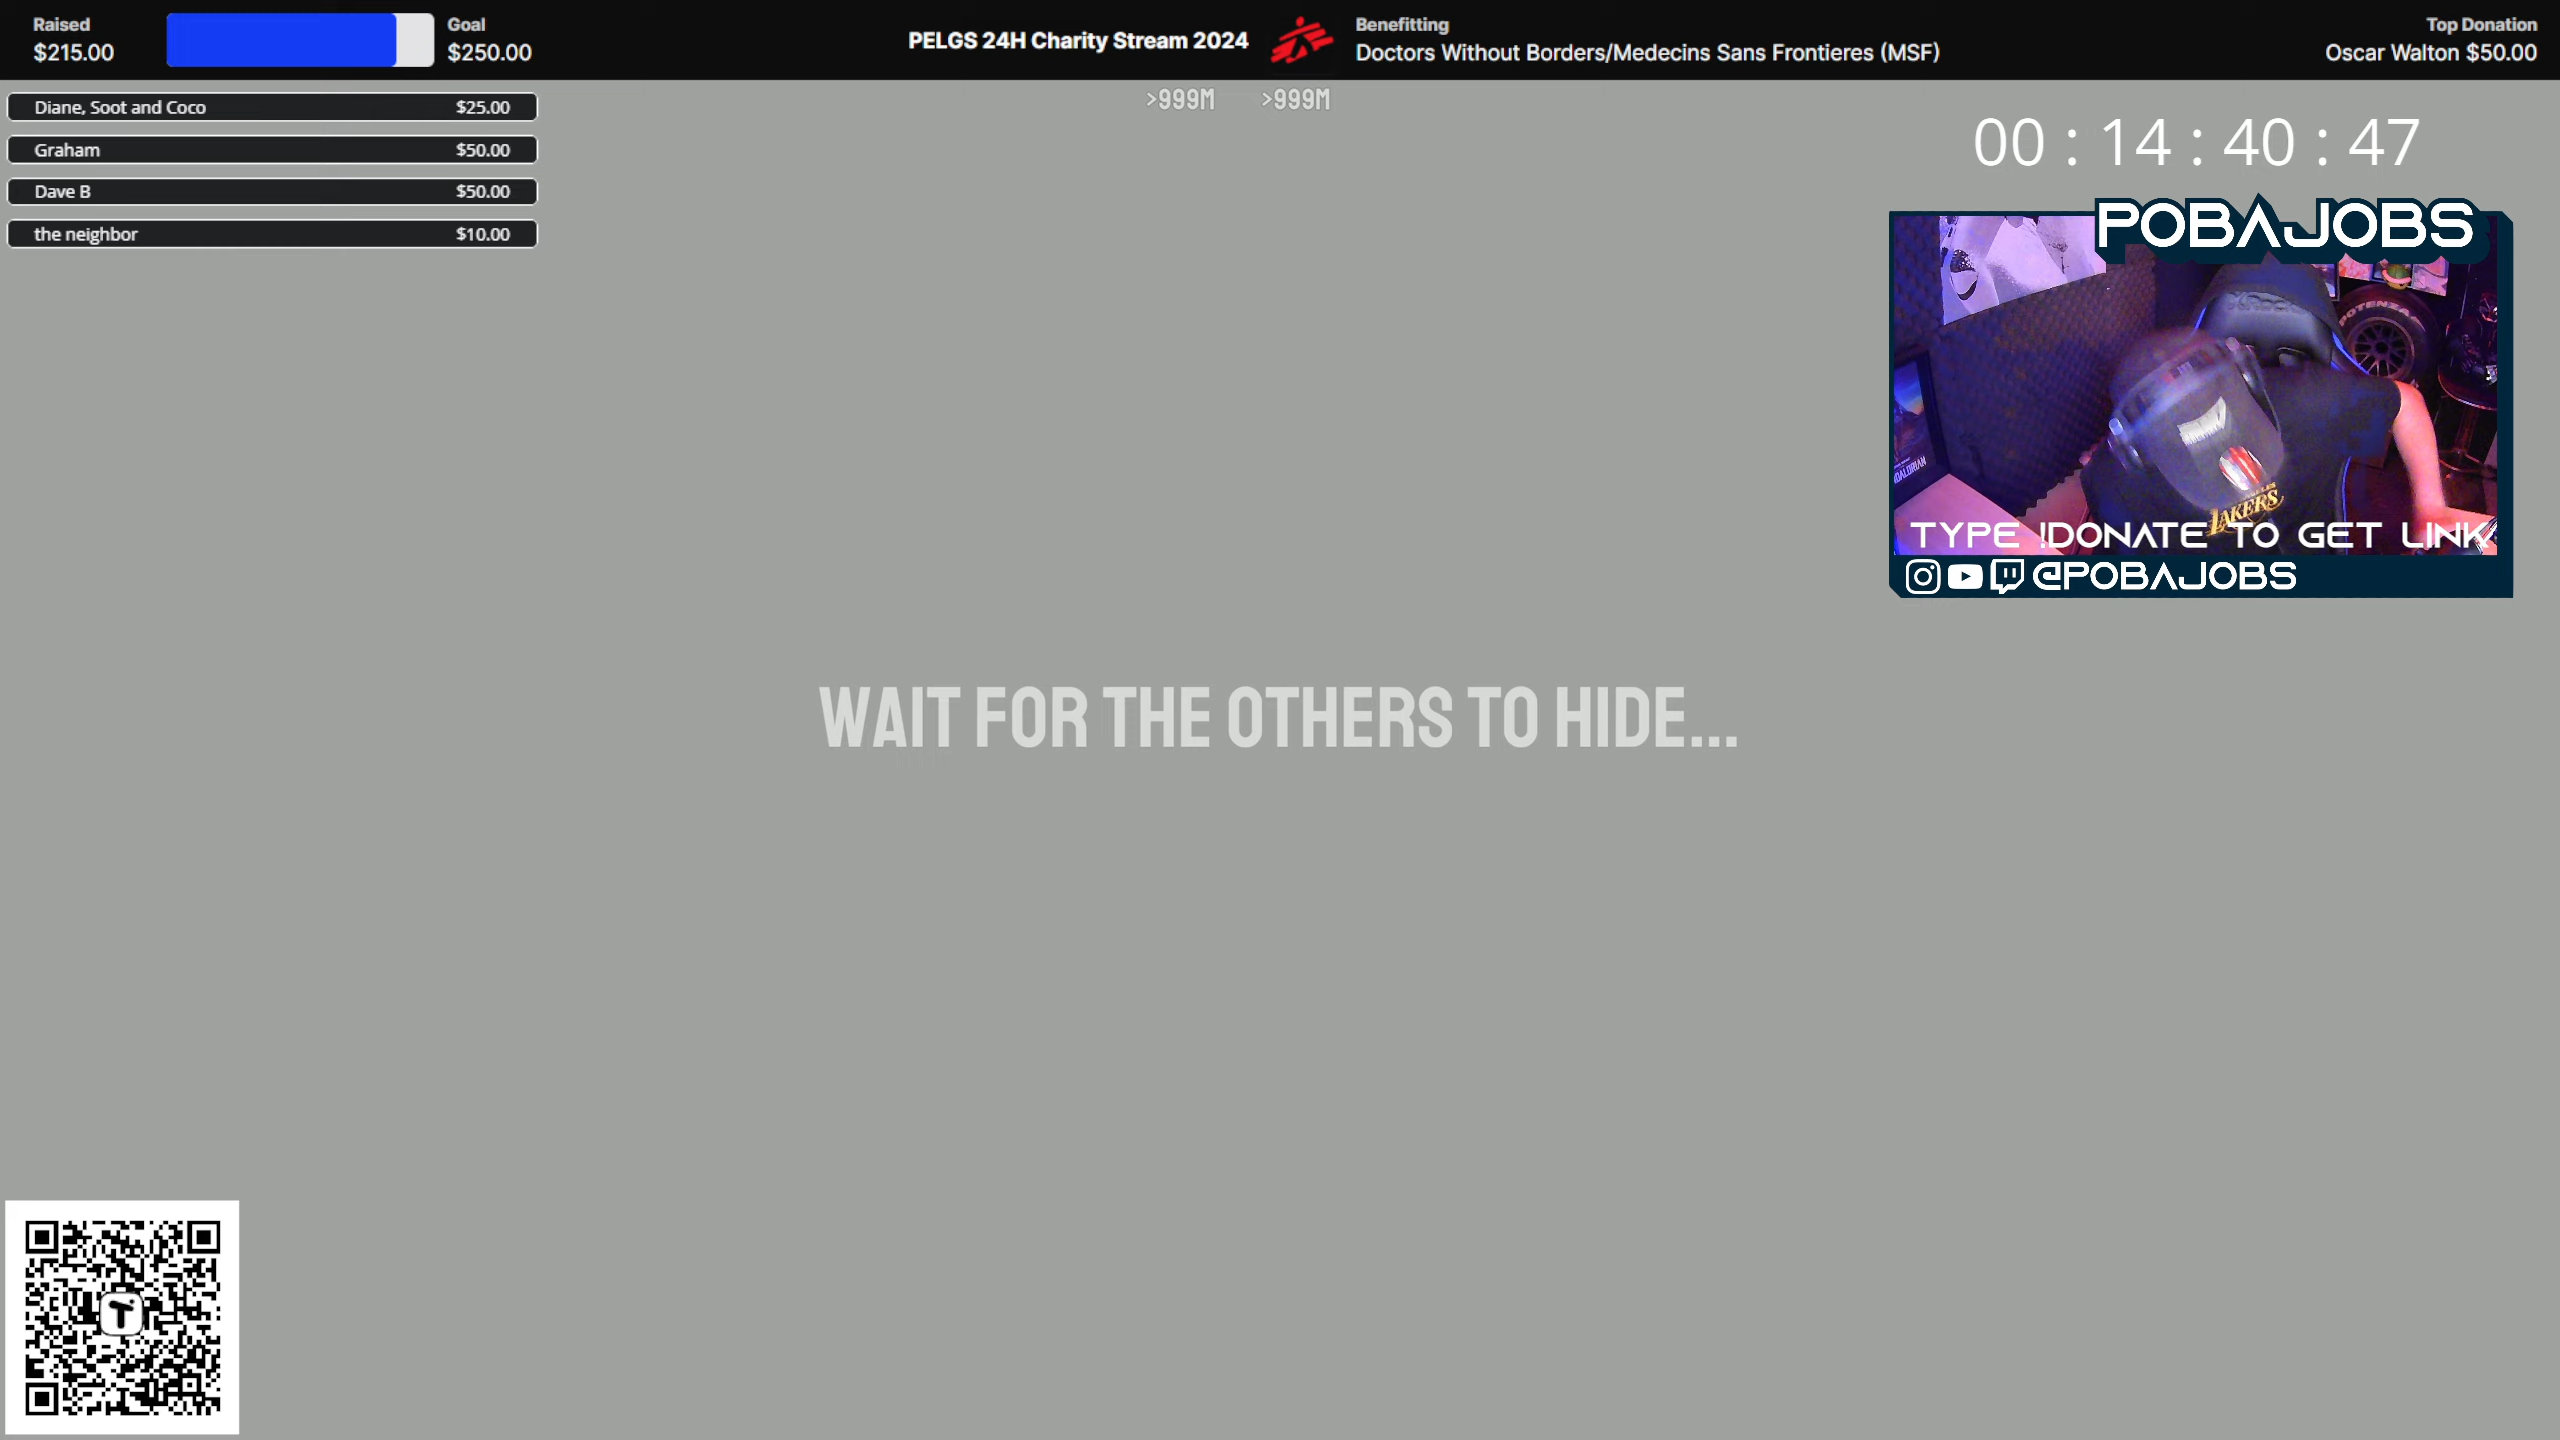 Raised
$215.00
Goal
$250.00
PELGS 24H Charity Stream 2024
Benefitting
Doctors Without Borders/Medecins Sans Frontieres (MSF)
Top Donation
Oscar Walton $50.00
Diane, Soot and Coco $25.00
Graham $50.00
Dave B $50.00
the neighbor $10.00
>999M >999M
00 : 14 : 40 : 47
POBAJOBS
POTENZA
LAKERS
TYPE !DONATE TO GET LINK
@POBAJOBS
WAIT FOR THE OTHERS TO HIDE...
T